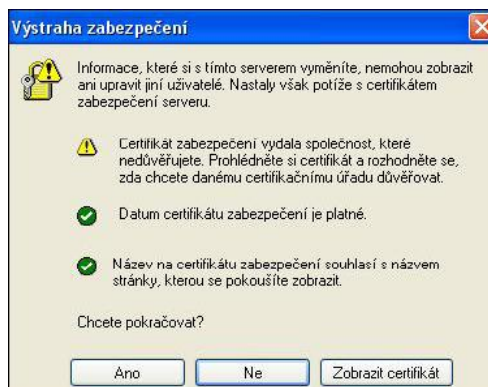 Výstraha zabezpečení
Informace, které si s tímto serverem vyměníte, nemohou zobrazit
ani upravit jiní uživatelé. Nastaly však potíže s certifikátem
zabezpečení serveru.
Certifikát zabezpečení vydala společnost, které
nedůvěřujete. Prohlédněte si certifikát a rozhodněte se,
zda chcete danému certifikačnímu úřadu důvěřovat.
Datum certifikátu zabezpečení je platné.
Název na certifikátu zabezpečení souhlasí s názvem
stránky, kterou se pokoušíte zobrazit.
Chcete pokračovat?
Ano Ne Zobrazit certifikát